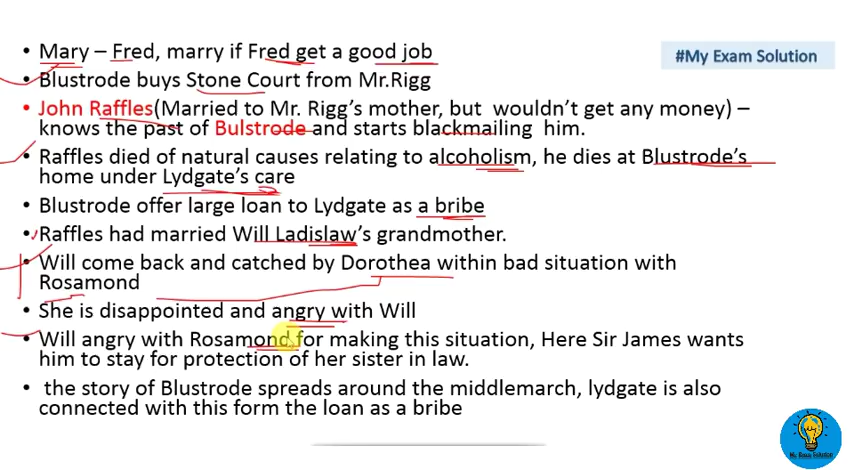 • Mary – Fred, marry if Fred get a good job
#My Exam Solution
• Blustrode buys Stone Court from Mr.Rigg
• John Raffles(Married to Mr. Rigg's mother, but wouldn't get any money) –
knows the past of Bulstrode and starts blackmailing him.
• Raffles died of natural causes relating to alcoholism, he dies at Blustrode's
home under Lydgate's care
• Blustrode offer large loan to Lydgate as a bribe
• Raffles had married Will Ladislaw's grandmother.
• Will come back and catched by Dorothea within bad situation with
Rosamond
• She is disappointed and angry with Will
• Will angry with Rosamond for making this situation, Here Sir James wants
him to stay for protection of her sister in law.
• the story of Blustrode spreads around the middlemarch, lydgate is also
connected with this form the loan as a bribe
My Exam Solution